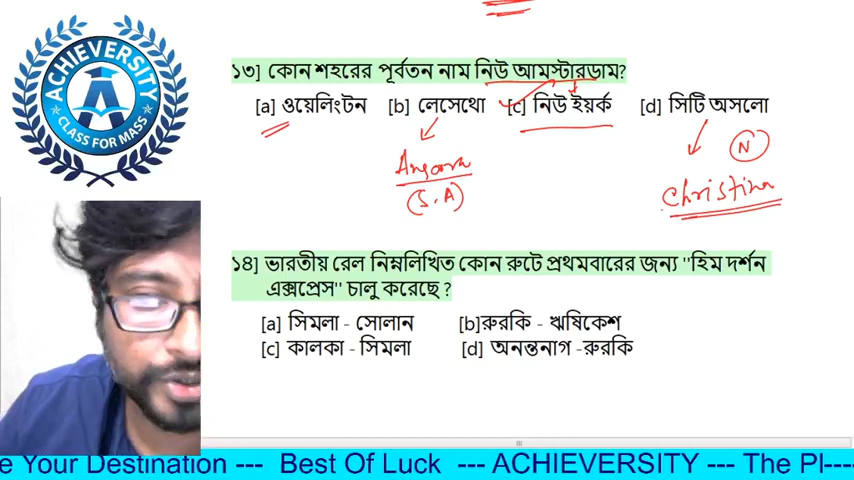 ACHIEVERSITY
CLASS FOR MASS
১৩] কোন শহরের পূর্বতন নাম নিউ আমস্টারডাম?
[a] ওয়েলিংটন [b] লেসেথো [c] নিউ ইয়র্ক [d] সিটি অসলো
N
(S.A)
Christina
১৪] ভারতীয় রেল নিম্নলিখিত কোন রুটে প্রথমবারের জন্য "হিম দর্শন
এক্সপ্রেস" চালু করেছে ?
[a] সিমলা - সোলান [b]রুরকি - ঋষিকেশ
[c] কালকা - সিমলা [d] অনন্তনাগ -রুরকি
e Your Destination --- Best Of Luck --- ACHIEVERSITY --- The Pl----